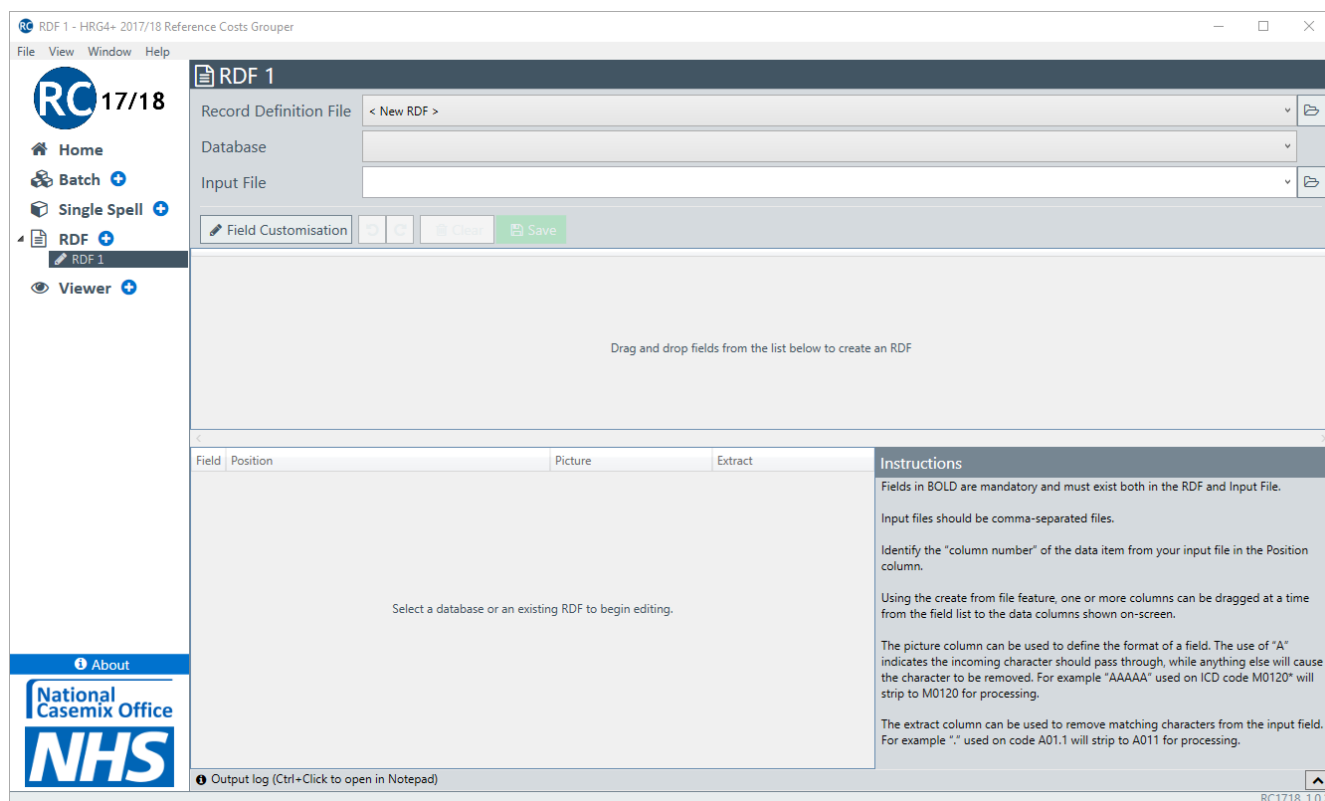 RC RDF 1 - HRG4+ 2017/18 Reference Costs Grouper
File View Window Help
RC 17/18
Home
Batch
Single Spell
RDF
RDF 1
Viewer
About
National
Casemix Office
NHS
RDF 1
Record Definition File < New RDF >
Database
Input File
Field Customisation Clear Save
Drag and drop fields from the list below to create an RDF
Field Position Picture Extract
Select a database or an existing RDF to begin editing.
Instructions
Fields in BOLD are mandatory and must exist both in the RDF and Input File.
Input files should be comma-separated files.
Identify the "column number" of the data item from your input file in the Position
column.
Using the create from file feature, one or more columns can be dragged at a time
from the field list to the data columns shown on-screen.
The picture column can be used to define the format of a field. The use of "A"
indicates the incoming character should pass through, while anything else will cause
the character to be removed. For example "AAAAA" used on ICD code M0120* will
strip to M0120 for processing.
The extract column can be used to remove matching characters from the input field.
For example "." used on code A01.1 will strip to A011 for processing.
Output log (Ctrl+Click to open in Notepad)
RC1718_1.0